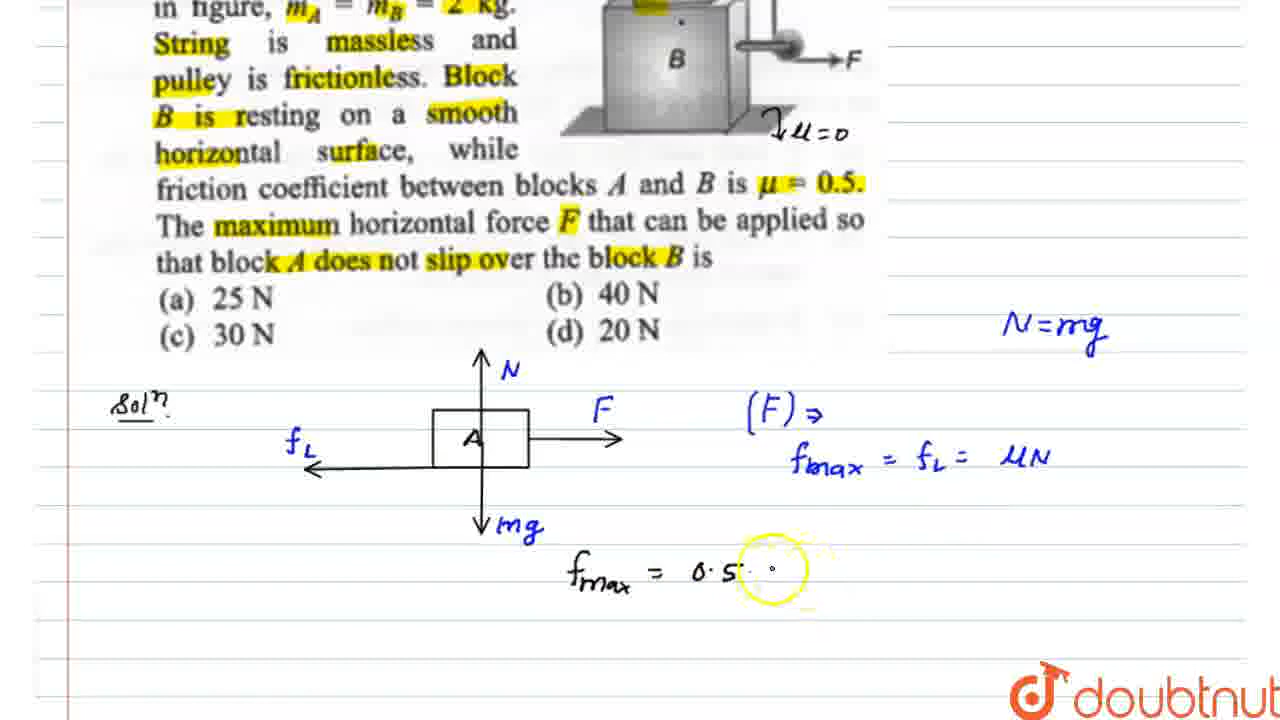 in figure, m_A = m_B = 2 kg.
String is massless and
pulley is frictionless. Block
B is resting on a smooth
horizontal surface, while
friction coefficient between blocks A and B is μ = 0.5.
The maximum horizontal force F that can be applied so
that block A does not slip over the block B is
(a) 25 N (b) 40 N
(c) 30 N (d) 20 N
B
F
μ=0
N=mg
Solⁿ.
N
F
A
f_L
mg
(F) ⇒
f_max = f_L = μN
f_max = 0.5.
doubtnut